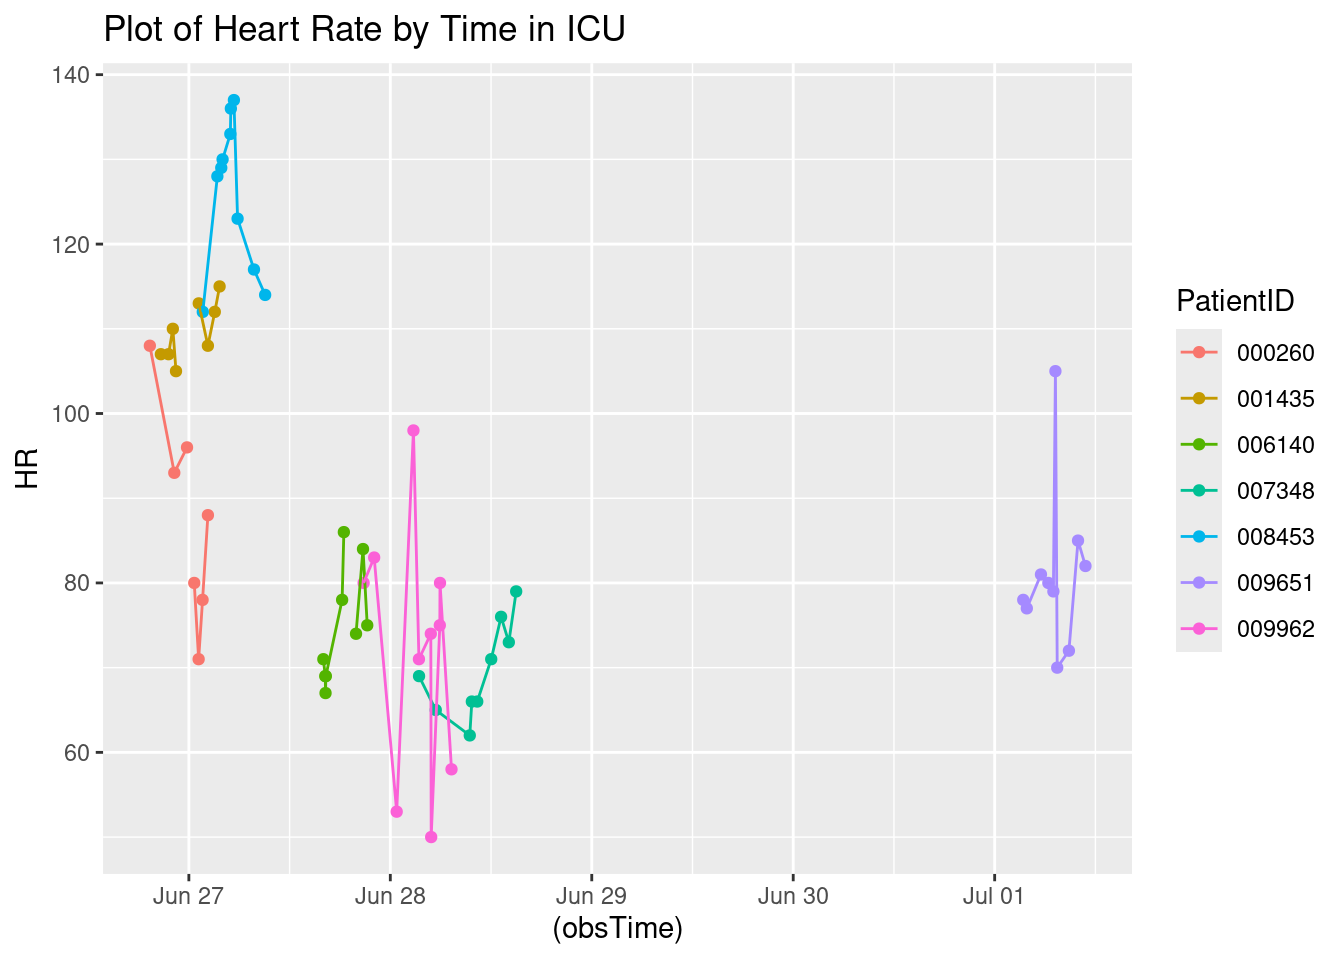 Plot of Heart Rate by Time in ICU
140
120
100
80
60
HR
Jun 27
Jun 28
Jun 29
Jun 30
Jul 01
(obsTime)
PatientID
000260
001435
006140
007348
008453
009651
009962